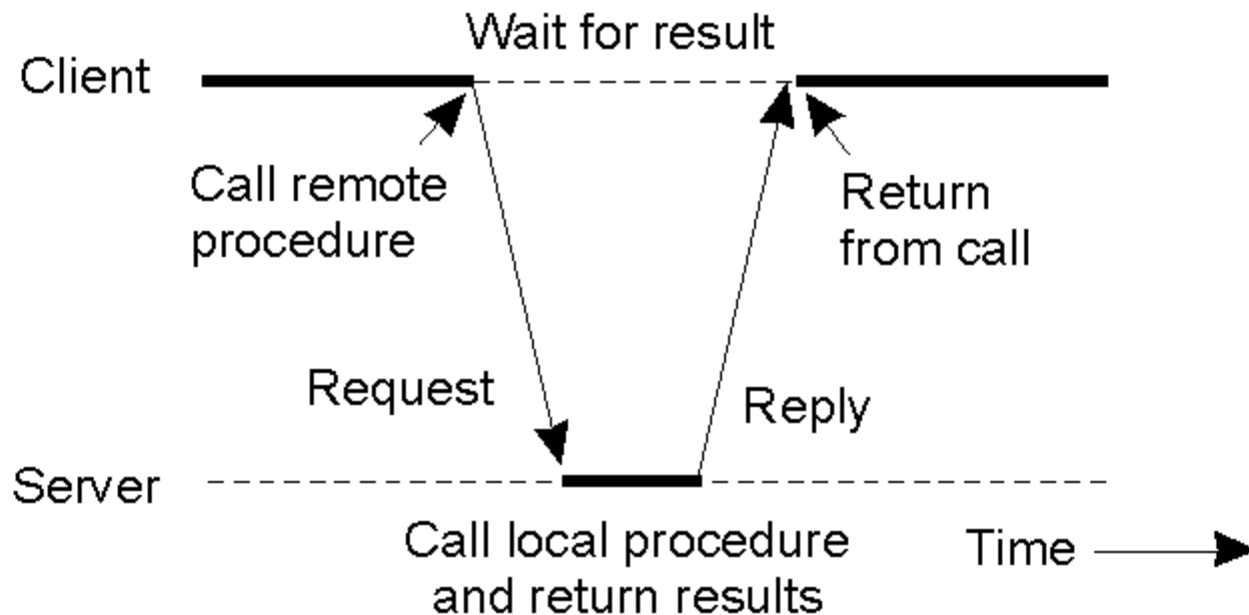 Wait for result
Client
Call remote
procedure
Return
from call
Request
Reply
Server
Call local procedure
and return results
Time